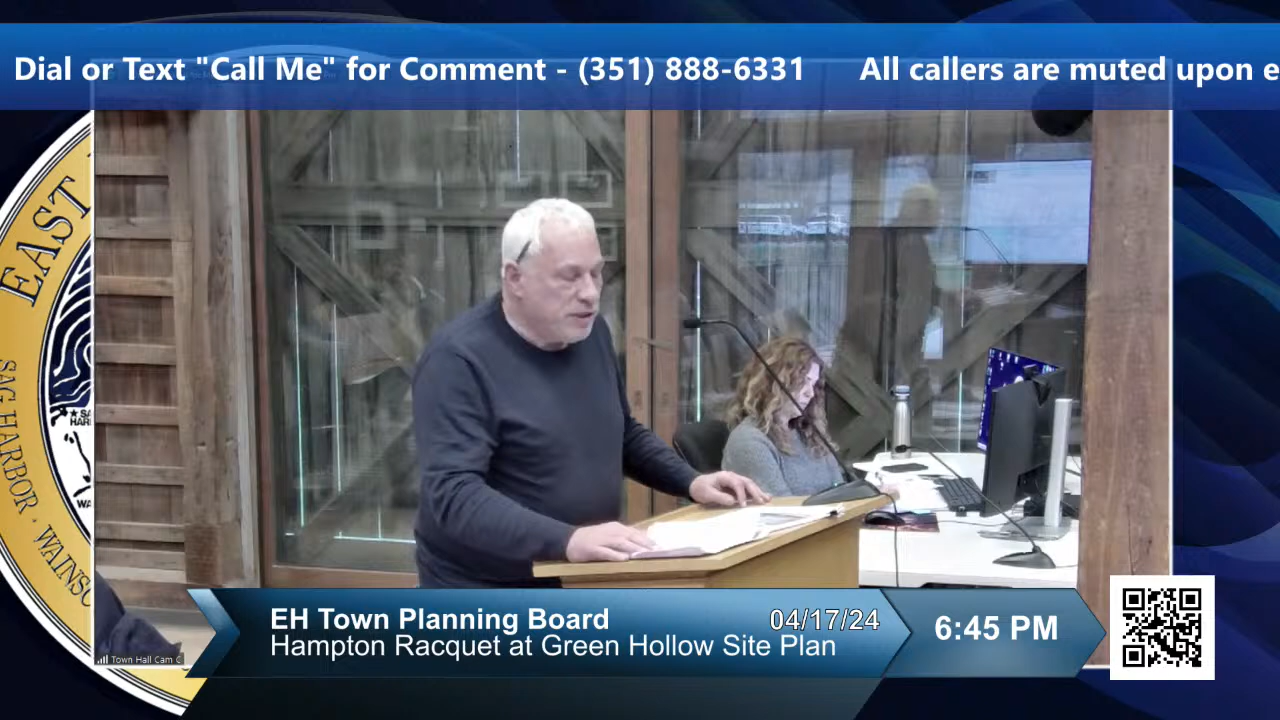 Dial or Text "Call Me" for Comment - (351) 888-6331 All callers are muted upon e
EAST
SAG HARBOR · WAINSC
EH Town Planning Board 04/17/24
Hampton Racquet at Green Hollow Site Plan
6:45 PM
Town Hall Cam C